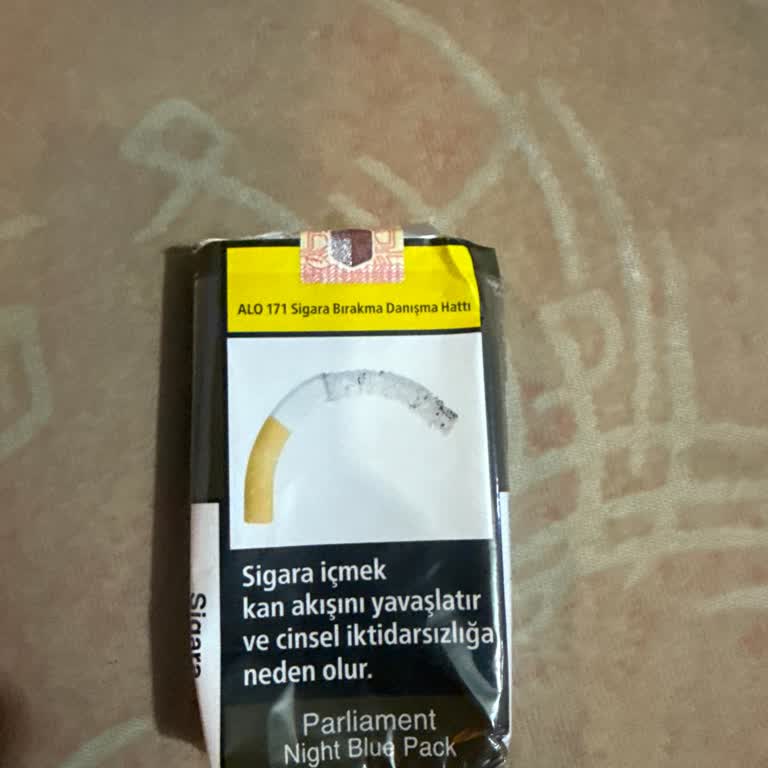 ALO 171 Sigara Bırakma Danışma Hattı
Sigara içmek
kan akışını yavaşlatır
ve cinsel iktidarsızlığa
neden olur.
Sigara
Parliament
Night Blue Pack